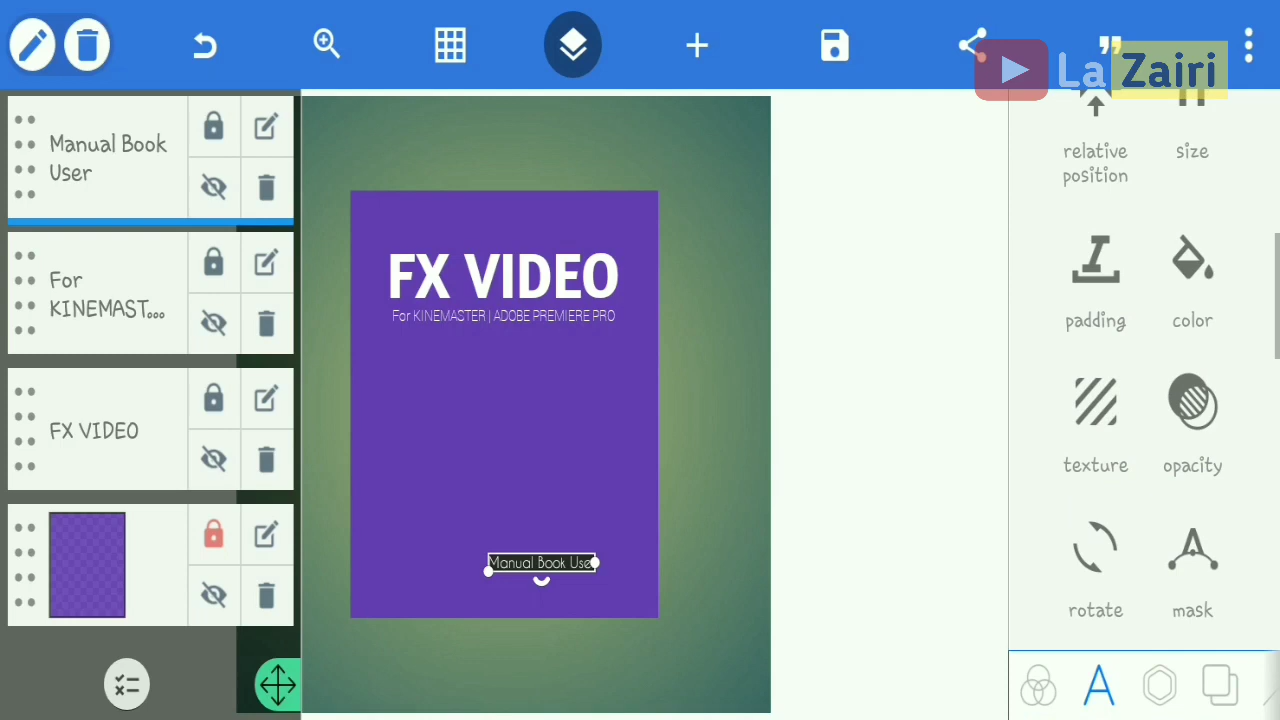 La Zairi
Manual Book
User
For
KINEMAST...
FX VIDEO
FX VIDEO
For KINEMASTER | ADOBE PREMIERE PRO
Manual Book User
relative
position
size
padding
color
texture
opacity
rotate
mask